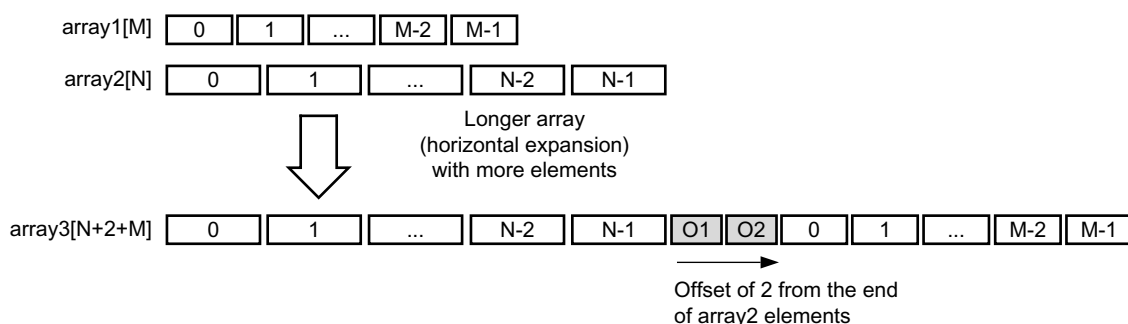 array1[M] 0 1 ... M-2 M-1
array2[N] 0 1 ... N-2 N-1
Longer array
(horizontal expansion)
with more elements
array3[N+2+M] 0 1 ... N-2 N-1 O1 O2 0 1 ... M-2 M-1
Offset of 2 from the end
of array2 elements